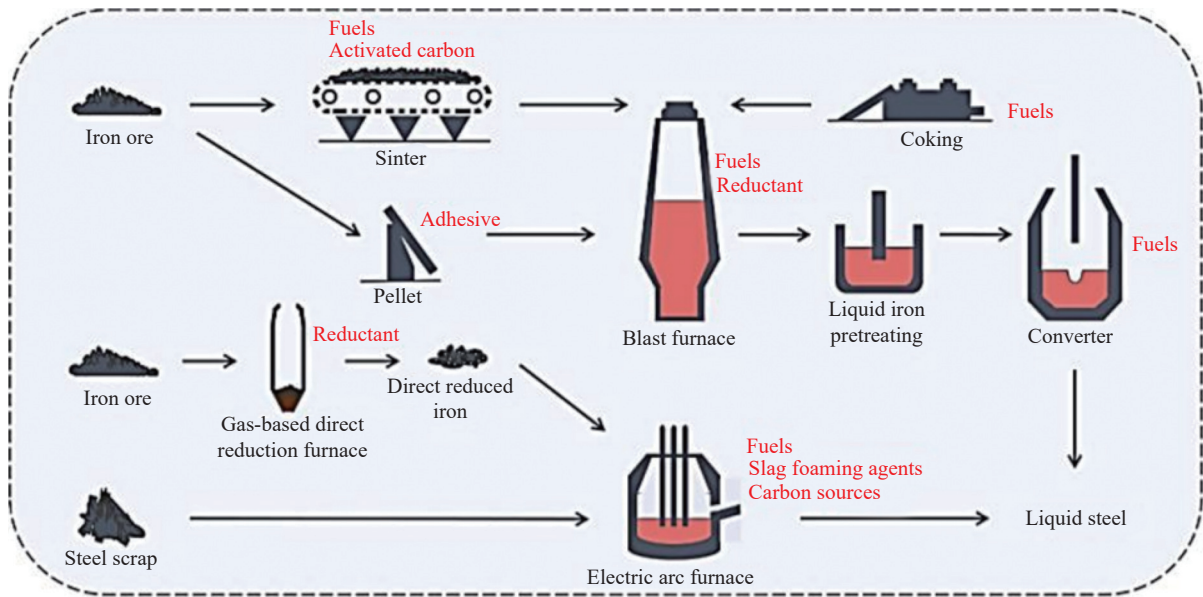 Fuels
Activated carbon
Iron ore
Sinter
Fuels
Coking
Fuels
Reductant
Adhesive
Pellet
Fuels
Blast furnace
Liquid iron
pretreating
Converter
Iron ore
Reductant
Gas-based direct
reduction furnace
Direct reduced
iron
Fuels
Slag foaming agents
Carbon sources
Steel scrap
Electric arc furnace
Liquid steel